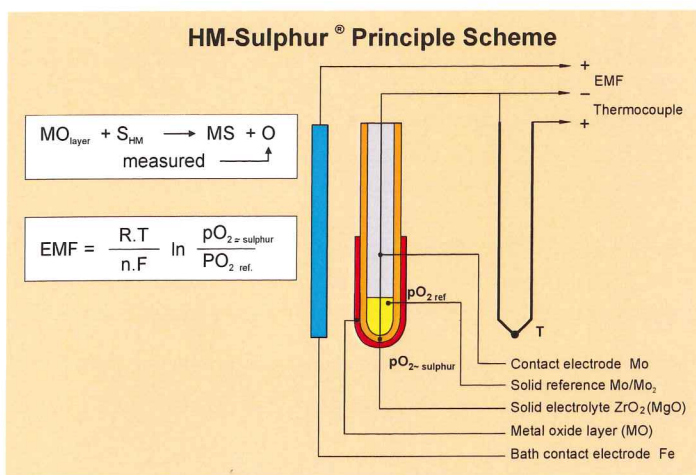 HM-Sulphur ® Principle Scheme
+
EMF
−
Thermocouple
+
MOlayer + SHM → MS + O
measured
EMF = R.T / n.F ln pO2 = sulphur / PO2 ref.
pO2 ref
T
pO2~ sulphur
Contact electrode Mo
Solid reference Mo/Mo2
Solid electrolyte ZrO2(MgO)
Metal oxide layer (MO)
Bath contact electrode Fe